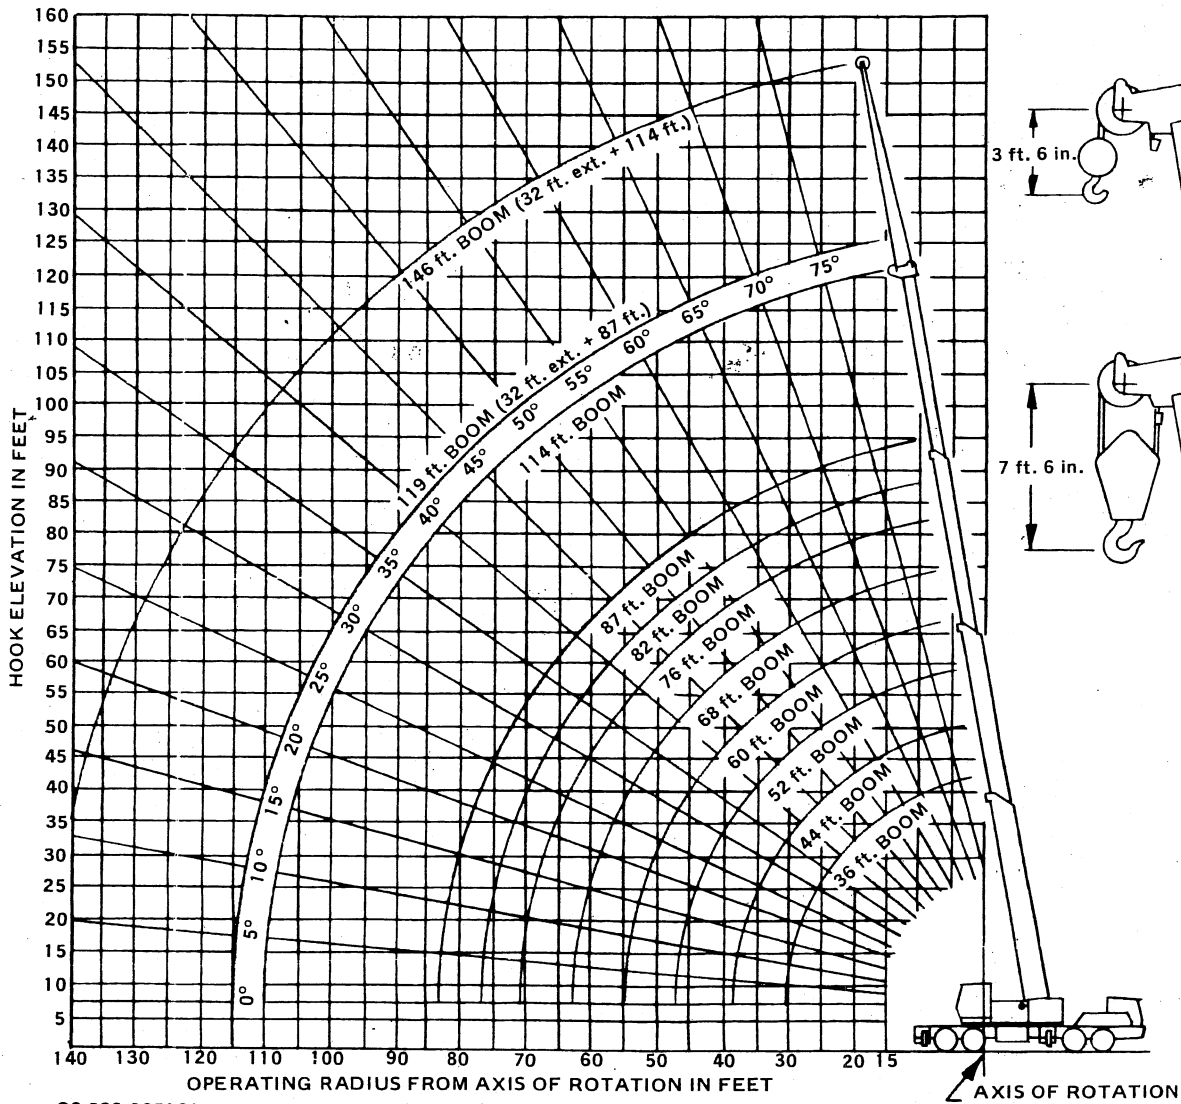 160
155
150
145
140
135
130
125
120
115
110
105
100
95
90
85
80
75
70
65
60
55
50
45
40
35
30
25
20
15
10
5
HOOK ELEVATION IN FEET
146 ft. BOOM (32 ft. ext. + 114 ft.)
119 ft. BOOM (32 ft. ext. + 87 ft.)
75°
70°
65°
60°
55°
50°
45°
40°
35°
30°
25°
20°
15°
10°
5°
0°
114 ft. BOOM
87 ft. BOOM
82 ft. BOOM
76 ft. BOOM
68 ft. BOOM
60 ft. BOOM
52 ft. BOOM
44 ft. BOOM
36 ft. BOOM
3 ft. 6 in.
7 ft. 6 in.
140 130 120 110 100 90 80 70 60 50 40 30 20 15
OPERATING RADIUS FROM AXIS OF ROTATION IN FEET
AXIS OF ROTATION